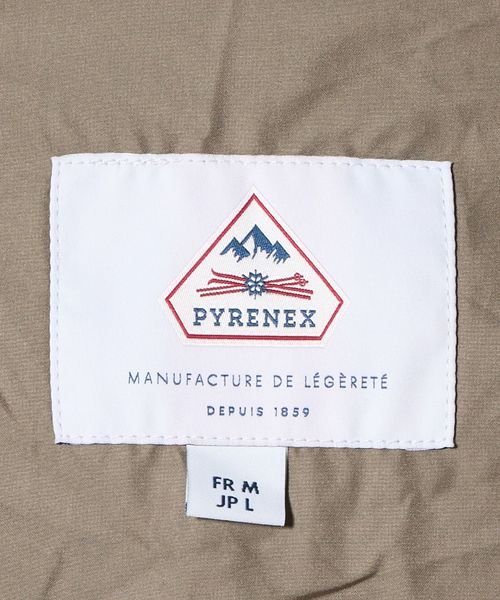 PYRENEX
MANUFACTURE DE LÉGÈRETÉ
DEPUIS 1859
FR M
JP L